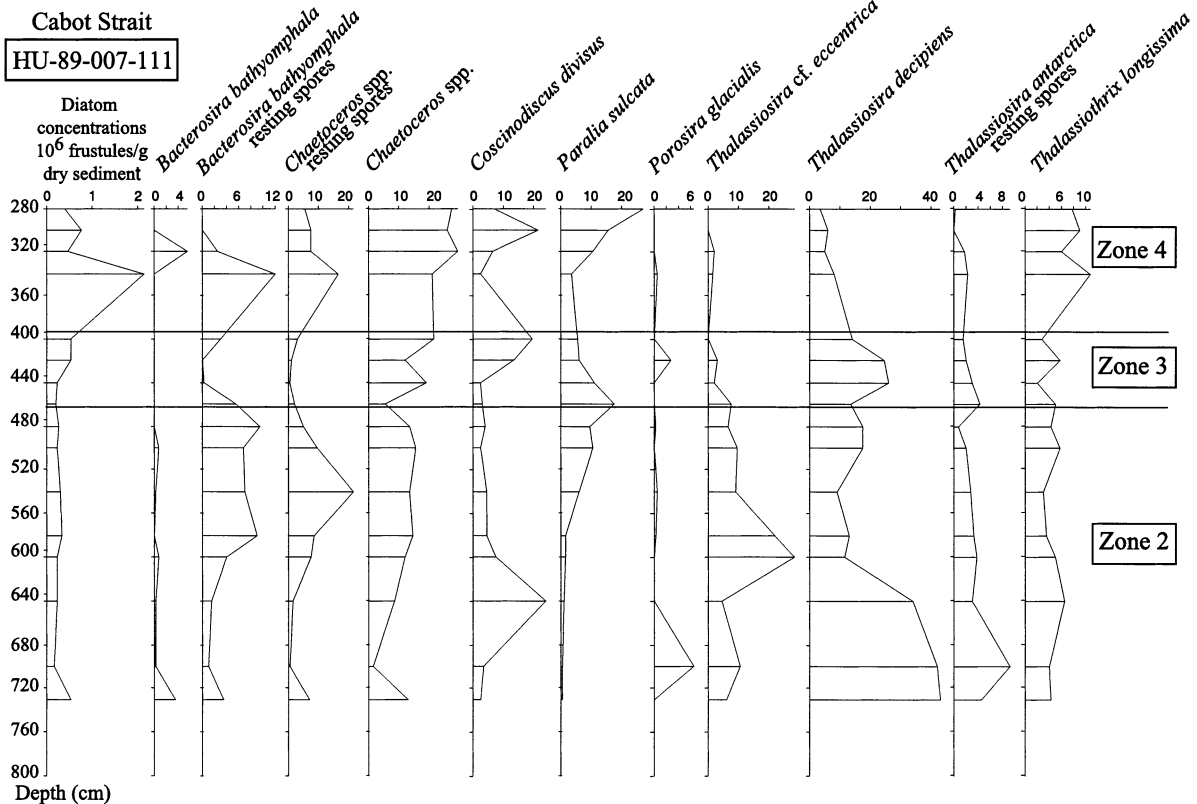 Cabot Strait
HU-89-007-111
Diatom
concentrations
10⁶ frustules/g
dry sediment
Bacterosira bathyomphala
Bacterosira bathyomphala
resting spores
Chaetoceros spp.
resting spores
Chaetoceros spp.
Coscinodiscus divisus
Paralia sulcata
Porosira glacialis
Thalassiosira cf. eccentrica
Thalassiosira decipiens
Thalassiosira antarctica
resting spores
Thalassiothrix longissima
0 1 2 0 4 0 6 12 0 10 20 0 10 20 0 10 20 0 10 20 0 6 0 10 20 0 20 40 0 4 8 0 6 10
280
320
360
400
440
480
520
560
600
640
680
720
760
800
Depth (cm)
Zone 4
Zone 3
Zone 2